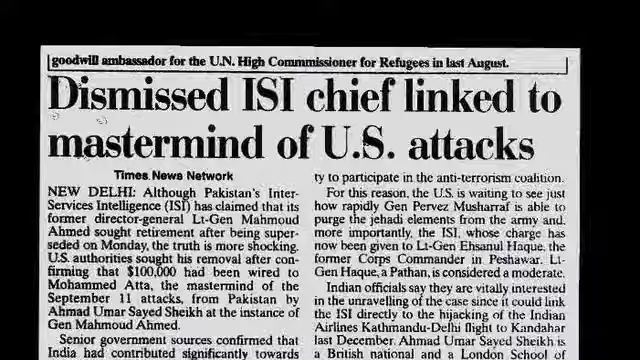 goodwill ambassador for the U.N. High Commmissioner for Refugees in last August.
Dismissed ISI chief linked to
mastermind of U.S. attacks
Times News Network
NEW DELHI: Although Pakistan's Inter-
Services Intelligence (ISI) has claimed that its
former director-general Lt-Gen Mahmoud
Ahmed sought retirement after being super-
seded on Monday, the truth is more shocking.
U.S. authorities sought his removal after con-
firming that $100,000 had been wired to
Mohammed Atta, the mastermind of the
September 11 attacks, from Pakistan by
Ahmad Umar Sayed Sheikh at the instance of
Gen Mahmoud Ahmed.
Senior government sources confirmed that
India had contributed significantly towards
ty to participate in the anti-terrorism coalition.
For this reason, the U.S. is waiting to see just
how rapidly Gen Pervez Musharraf is able to
purge the jehadi elements from the army and,
more importantly, the ISI, whose charge has
now been given to Lt-Gen Ehsanul Haque, the
former Corps Commander in Peshawar. Lt-
Gen Haque, a Pathan, is considered a moderate.
Indian officials say they are vitally interested
in the unravelling of the case since it could link
the ISI directly to the hijacking of the Indian
Airlines Kathmandu-Delhi flight to Kandahar
last December. Ahmad Umar Sayed Sheikh is
a British national and a London School of